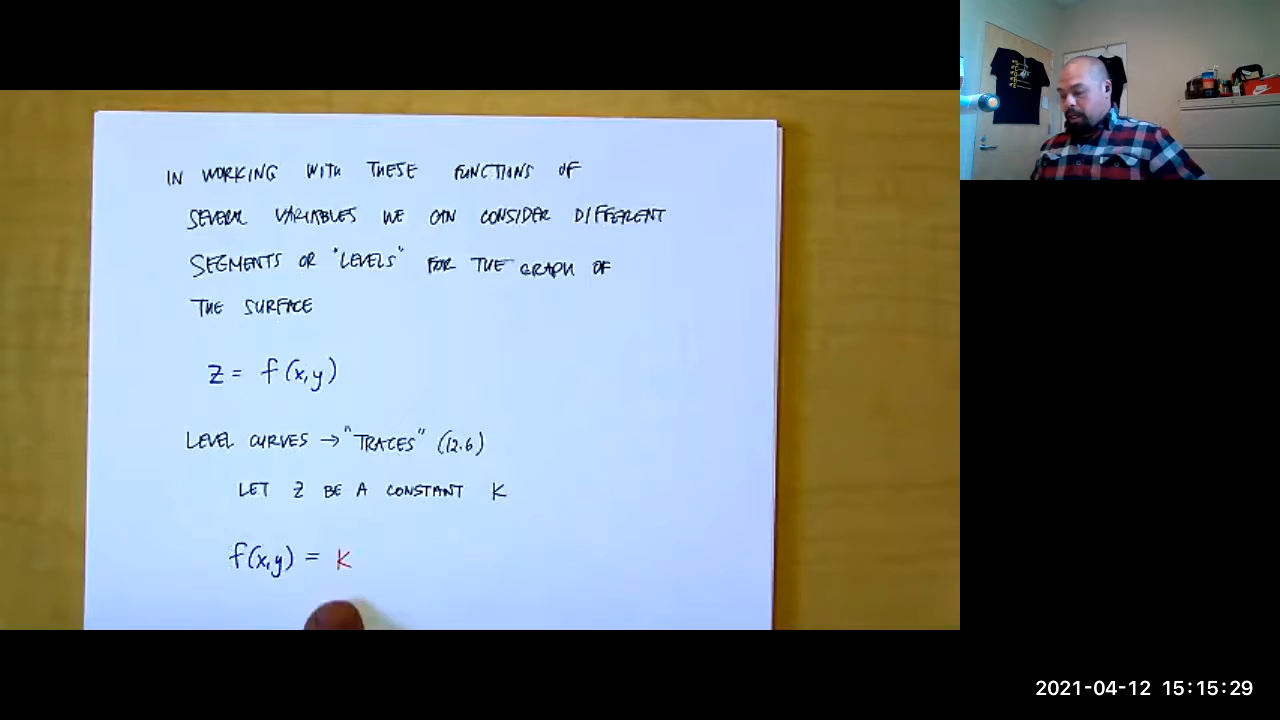 IN WORKING WITH THESE FUNCTIONS OF
SEVERAL VARIABLES WE CAN CONSIDER DIFFERENT
SEGMENTS OR "LEVELS" FOR THE GRAPH OF
THE SURFACE
Z = f(x,y)
LEVEL CURVES → "TRACES" (12.6)
LET Z BE A CONSTANT K
f(x,y) = K
2021-04-12 15:15:29